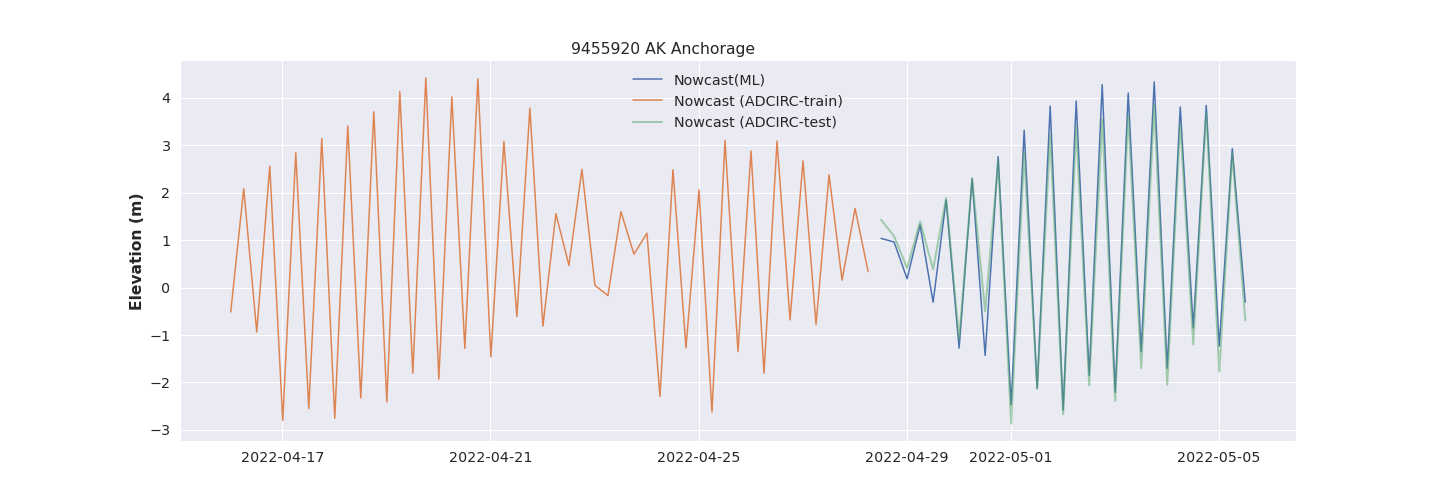 9455920 AK Anchorage
Nowcast(ML)
Nowcast (ADCIRC-train)
Nowcast (ADCIRC-test)
Elevation (m)
4
3
2
1
0
−1
−2
−3
2022-04-17
2022-04-21
2022-04-25
2022-04-29
2022-05-01
2022-05-05